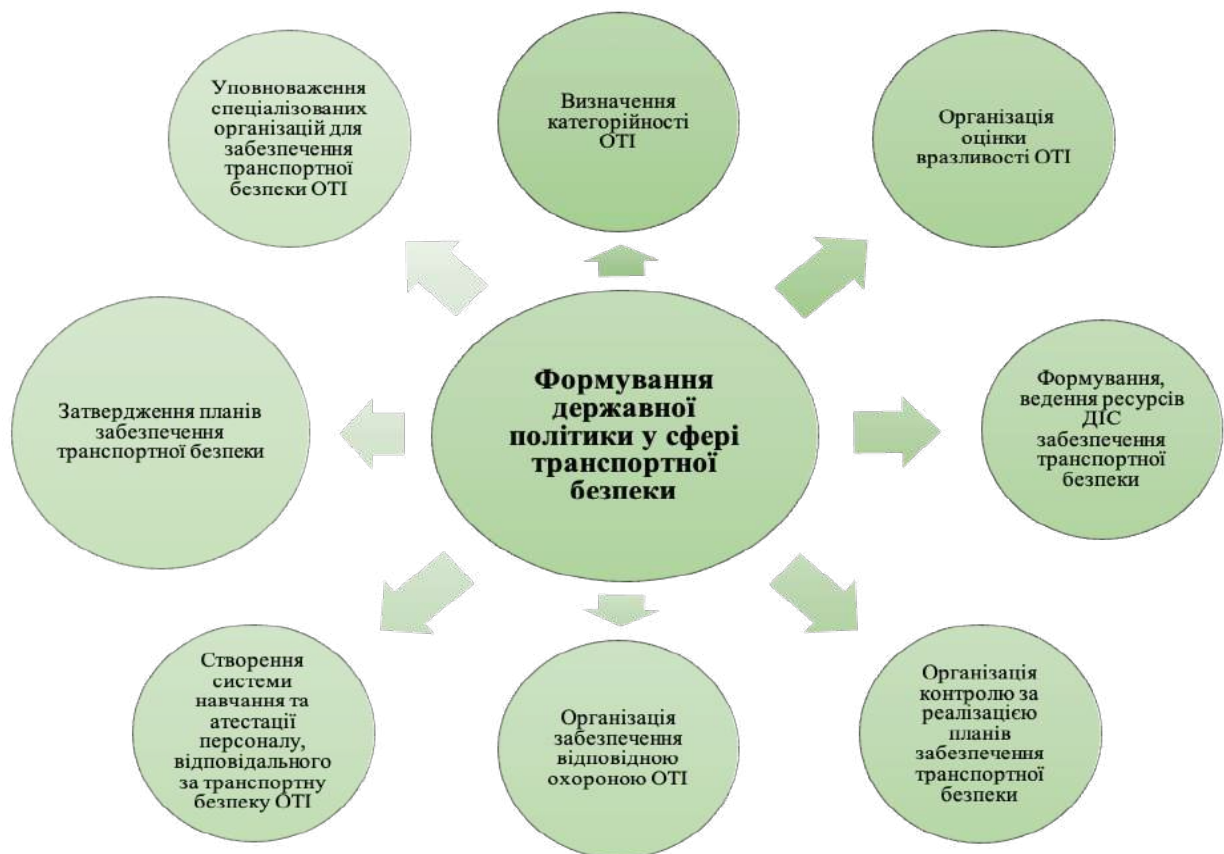 Уповноваження
спеціалізованих
організацій для
забезпечення
транспортної
безпеки ОТІ
Визначення
категорійності
ОТІ
Організація
оцінки
вразливості ОТІ
Затвердження планів
забезпечення
транспортної безпеки
Формування
державної
політики у сфері
транспортної
безпеки
Формування,
ведення ресурсів
ДІС
забезпечення
транспортної
безпеки
Створення
системи
навчання та
атестації
персоналу,
відповідального
за транспортну
безпеку ОТІ
Організація
забезпечення
відповідною
охороною ОТІ
Організація
контролю за
реалізацією
планів
забезпечення
транспортної
безпеки